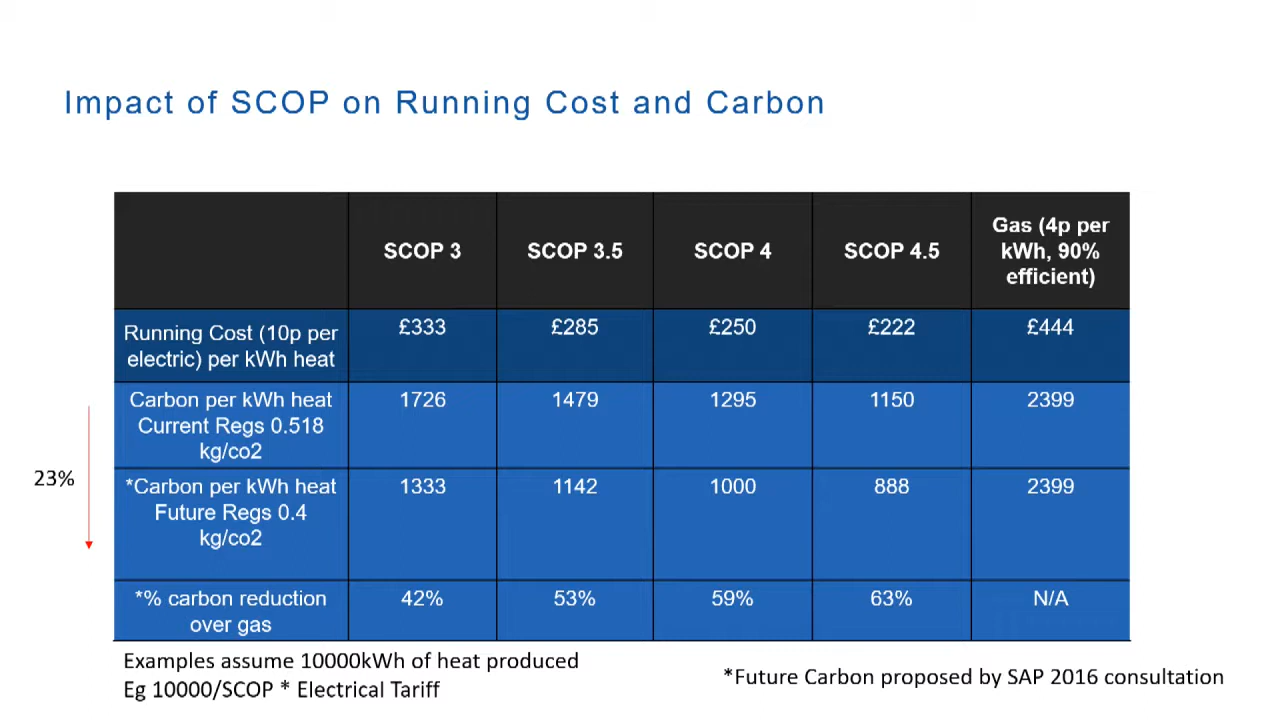 Impact of SCOP on Running Cost and Carbon
SCOP 3
SCOP 3.5
SCOP 4
SCOP 4.5
Gas (4p per
kWh, 90%
efficient)
Running Cost (10p per
electric) per kWh heat
£333
£285
£250
£222
£444
Carbon per kWh heat
Current Regs 0.518
kg/co2
1726
1479
1295
1150
2399
23%
*Carbon per kWh heat
Future Regs 0.4
kg/co2
1333
1142
1000
888
2399
*% carbon reduction
over gas
42%
53%
59%
63%
N/A
Examples assume 10000kWh of heat produced
Eg 10000/SCOP * Electrical Tariff
*Future Carbon proposed by SAP 2016 consultation